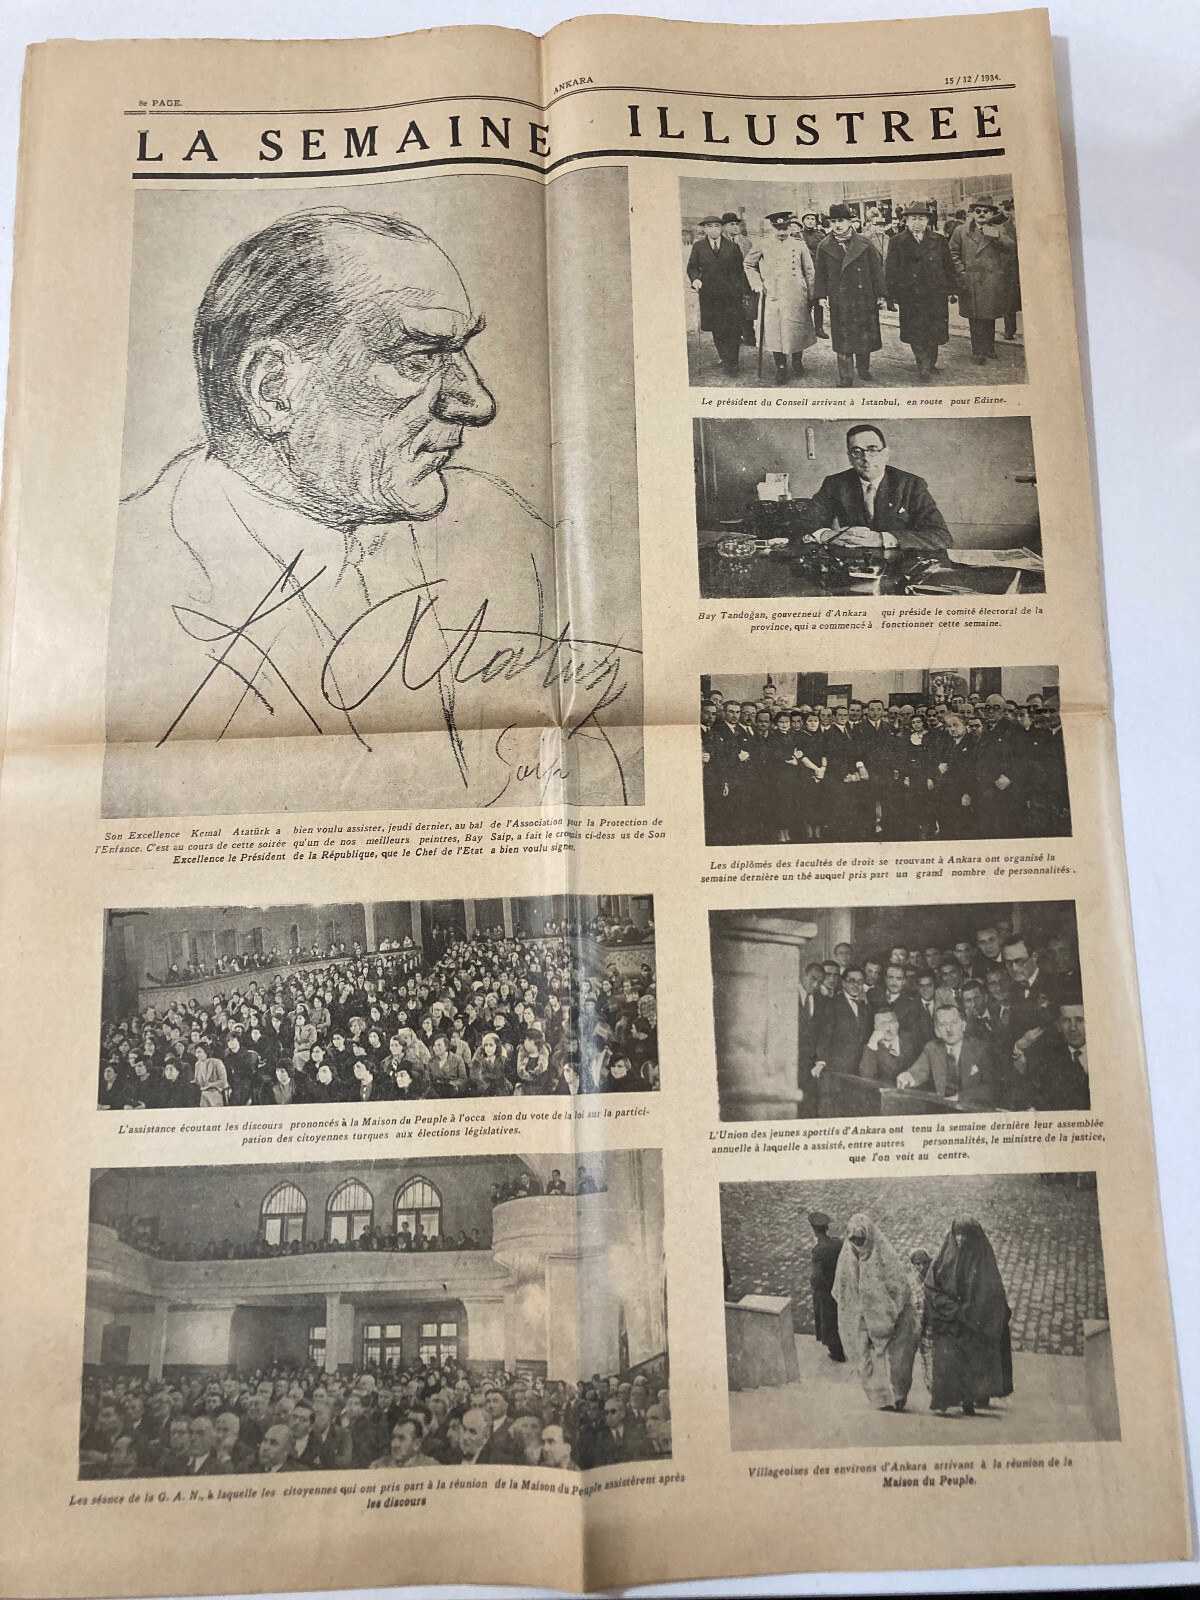 8e PAGE.
ANKARA
15/12/1934.
LA SEMAINE ILLUSTREE
K. Atatürk
Saip
Son Excellence Kemal Atatürk a bien voulu assister, jeudi dernier, au bal de l'Association pour la Protection de
l'Enfance. C'est au cours de cette soirée qu'un de nos meilleurs peintres, Bay Saip, a fait le croquis ci-dess us de Son
Excellence le Président de la République, que le Chef de l'Etat a bien voulu signer.
L'assistance écoutant les discours prononcés à la Maison du Peuple à l'occa sion du vote de la loi sur la partici-
pation des citoyennes turques aux élections législatives.
Les séance de la G. A. N., à laquelle les citoyennes qui ont pris part à la réunion de la Maison du Peuple assistèrent après
les discours
Le président du Conseil arrivant à Istanbul, en route pour Edirne.
Bay Tandoğan, gouverneur d'Ankara qui préside le comité électoral de la
province, qui a commencé à fonctionner cette semaine.
Les diplômés des facultés de droit se trouvant à Ankara ont organisé la
semaine dernière un thé auquel pris part un grand nombre de personnalités.
L'Union des jeunes sportifs d'Ankara ont tenu la semaine dernière leur assemblée
annuelle à laquelle a assisté, entre autres personnalités, le ministre de la justice,
que l'on voit au centre.
Villageoises des environs d'Ankara arrivant à la réunion de la
Maison du Peuple.